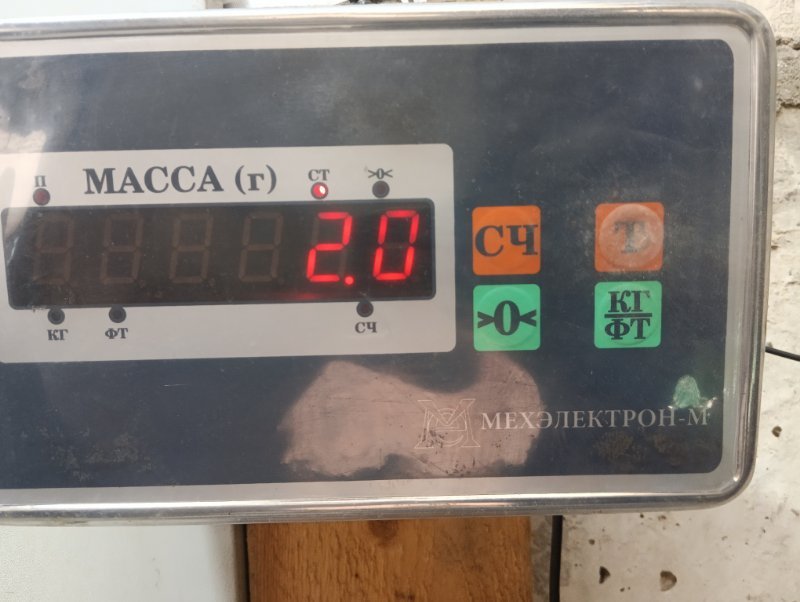 П
МАССА (г)
СТ
>0<
2.0
КГ
ФТ
СЧ
СЧ
Т
>0<
КГ
ФТ
МЕХЭЛЕКТРОН-М